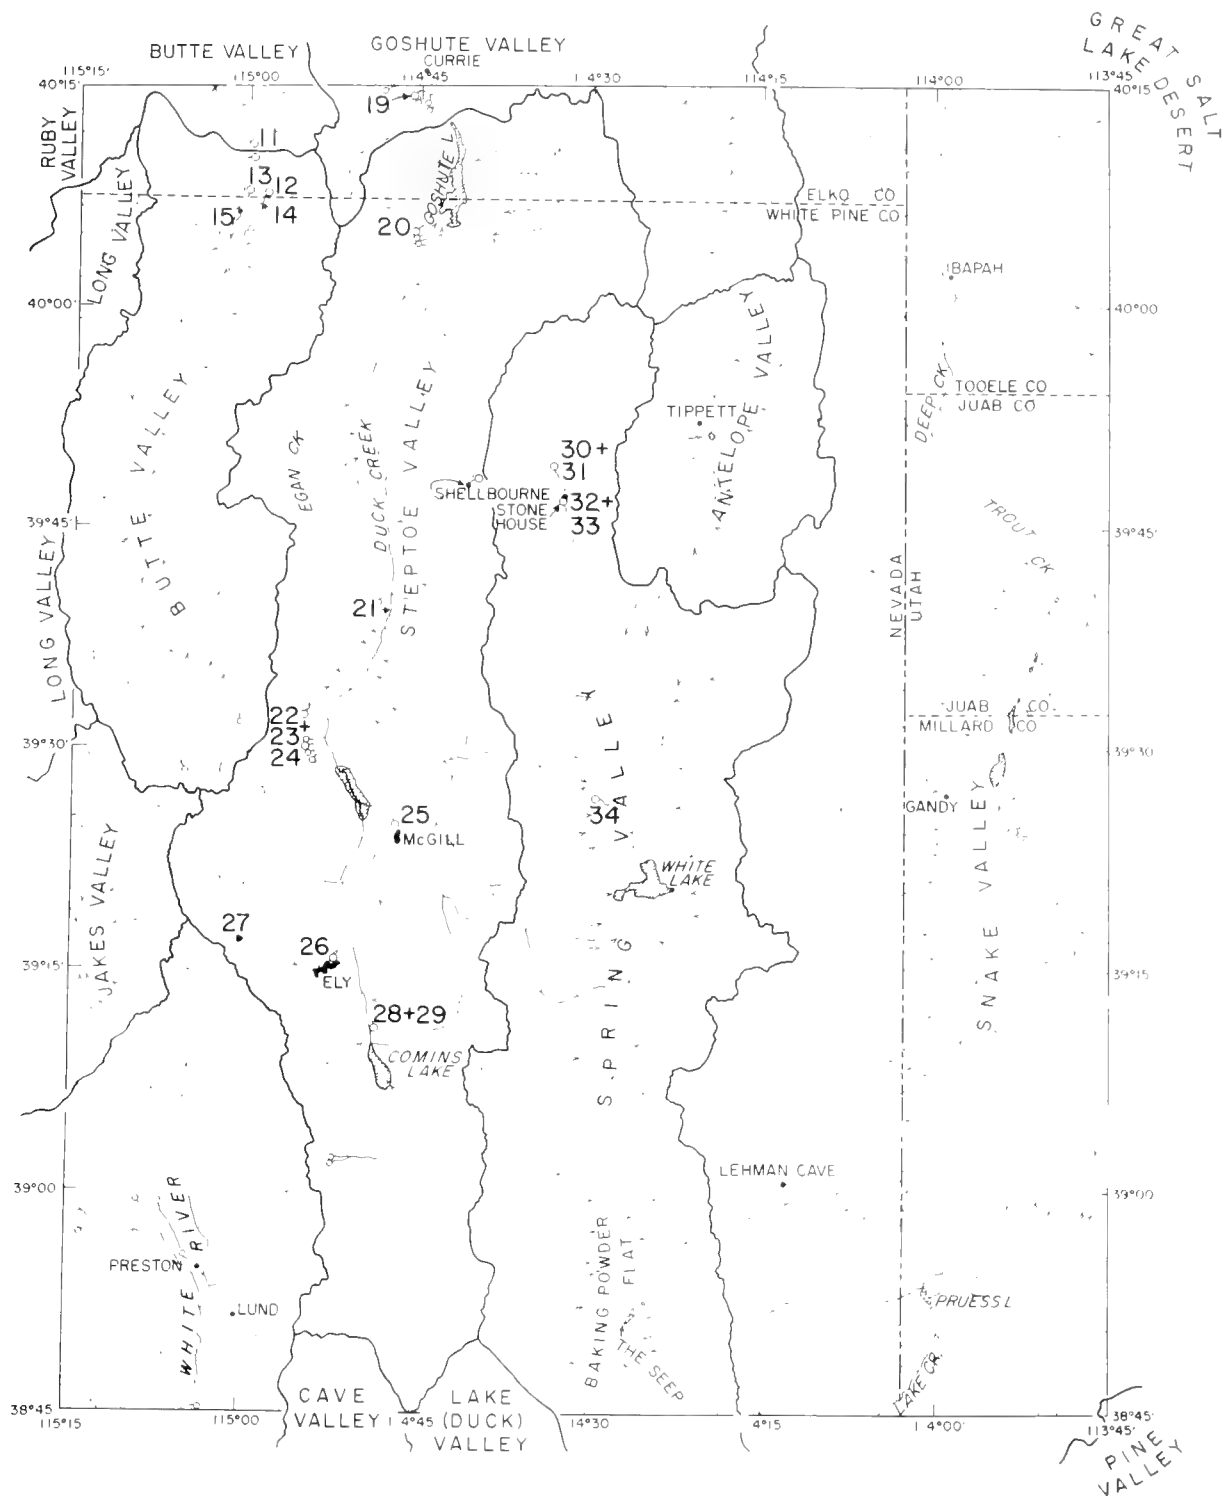 GREAT SALT
LAKE DESERT
BUTTE VALLEY
GOSHUTE VALLEY
CURRIE
115°15'
115°00
14°45
14°30
114°15
114°00
113°45
40°15'
40°15'
RUBY
VALLEY
19
11
13
12
15
14
GOSHUTE L
20
ELKO CO
WHITE PINE CO
LONG VALLEY
IBAPAH
40°00'
40°00
BUTTE VALLEY
EGAN CK
DUCK CREEK
STEPTOE VALLEY
ANTELOPE VALLEY
TIPPETT
DEEP CK
TOOELE CO
JUAB CO
30+
31
SHELLBOURNE
STONE
HOUSE
32+
33
39°45'
39°45'
TROUT CK
LONG VALLEY
21
NEVADA
UTAH
22
23+
24
JUAB CO.
MILLARD CO
39°30'
39°30
25
McGILL
34
GANDY
JAKES VALLEY
WHITE
LAKE
SPRING VALLEY
SNAKE VALLEY
27
26
ELY
39°15
39°15
28+29
COMINS
LAKE
LEHMAN CAVE
39°00
39°00
WHITE RIVER
PRESTON
LUND
BAKING POWDER
FLAT
THE SEEP
PRUESS L
LAKE CR.
38°45
38°45'
115°15'
115°00
14°45
14°30
4°15
1 4°00'
113°45'
CAVE
VALLEY
LAKE
(DUCK)
VALLEY
PINE
VALLEY